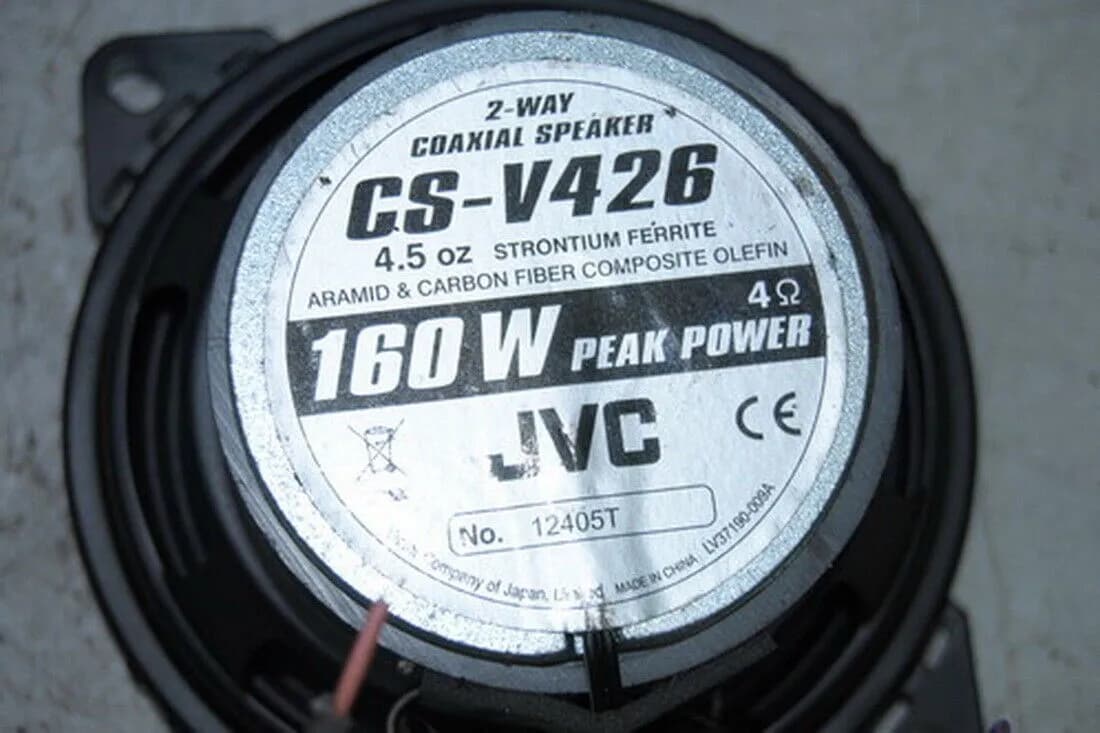 2-WAY
COAXIAL SPEAKER
CS-V426
4.5 oz STRONTIUM FERRITE
ARAMID & CARBON FIBER COMPOSITE OLEFIN
4Ω
160 W PEAK POWER
JVC
CE
No. 12405T
Company of Japan, Limited MADE IN CHINA LV37190-009A